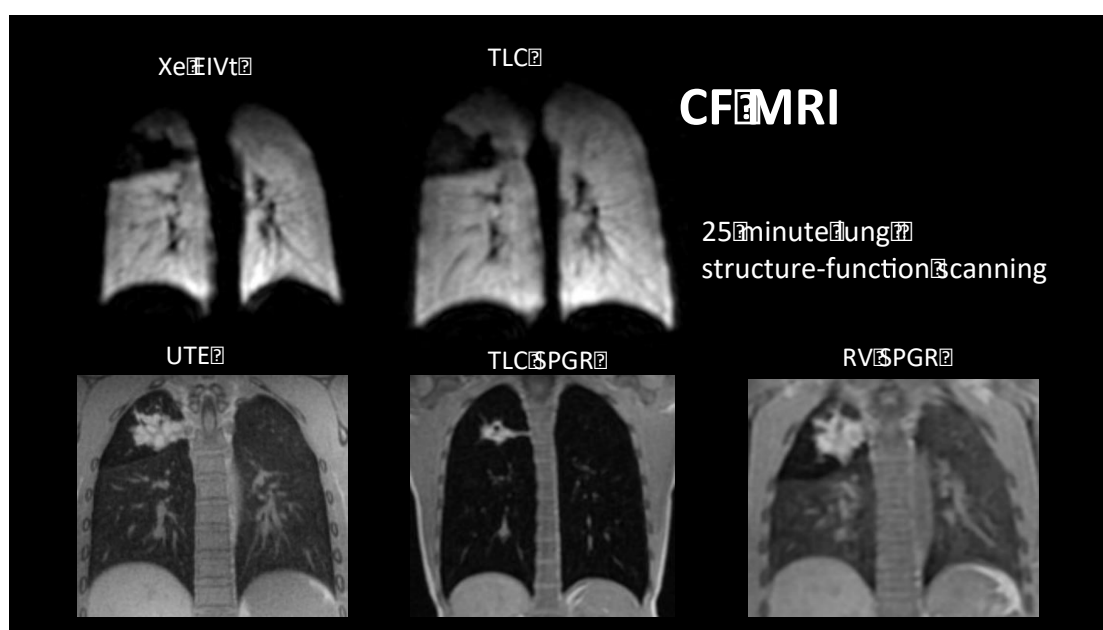 Xe EIVt
TLC
CF MRI
25 minute lung
structure-function scanning
UTE
TLC SPGR
RV SPGR